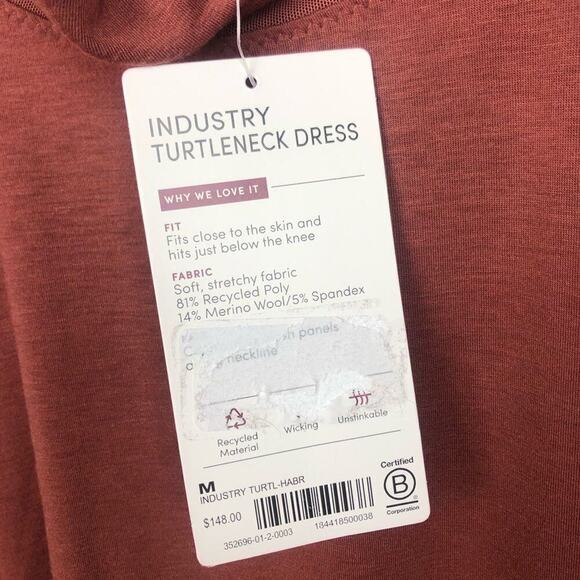 INDUSTRY
TURTLENECK DRESS
WHY WE LOVE IT
FIT
Fits close to the skin and
hits just below the knee
FABRIC
Soft, stretchy fabric
81% Recycled Poly
14% Merino Wool/5% Spandex
panels
neckline
Recycled
Material
Wicking
Unstinkable
M
INDUSTRY TURTL-HABR
$148.00
352696-01-2-0003
184418500038
Certified
B
®
Corporation